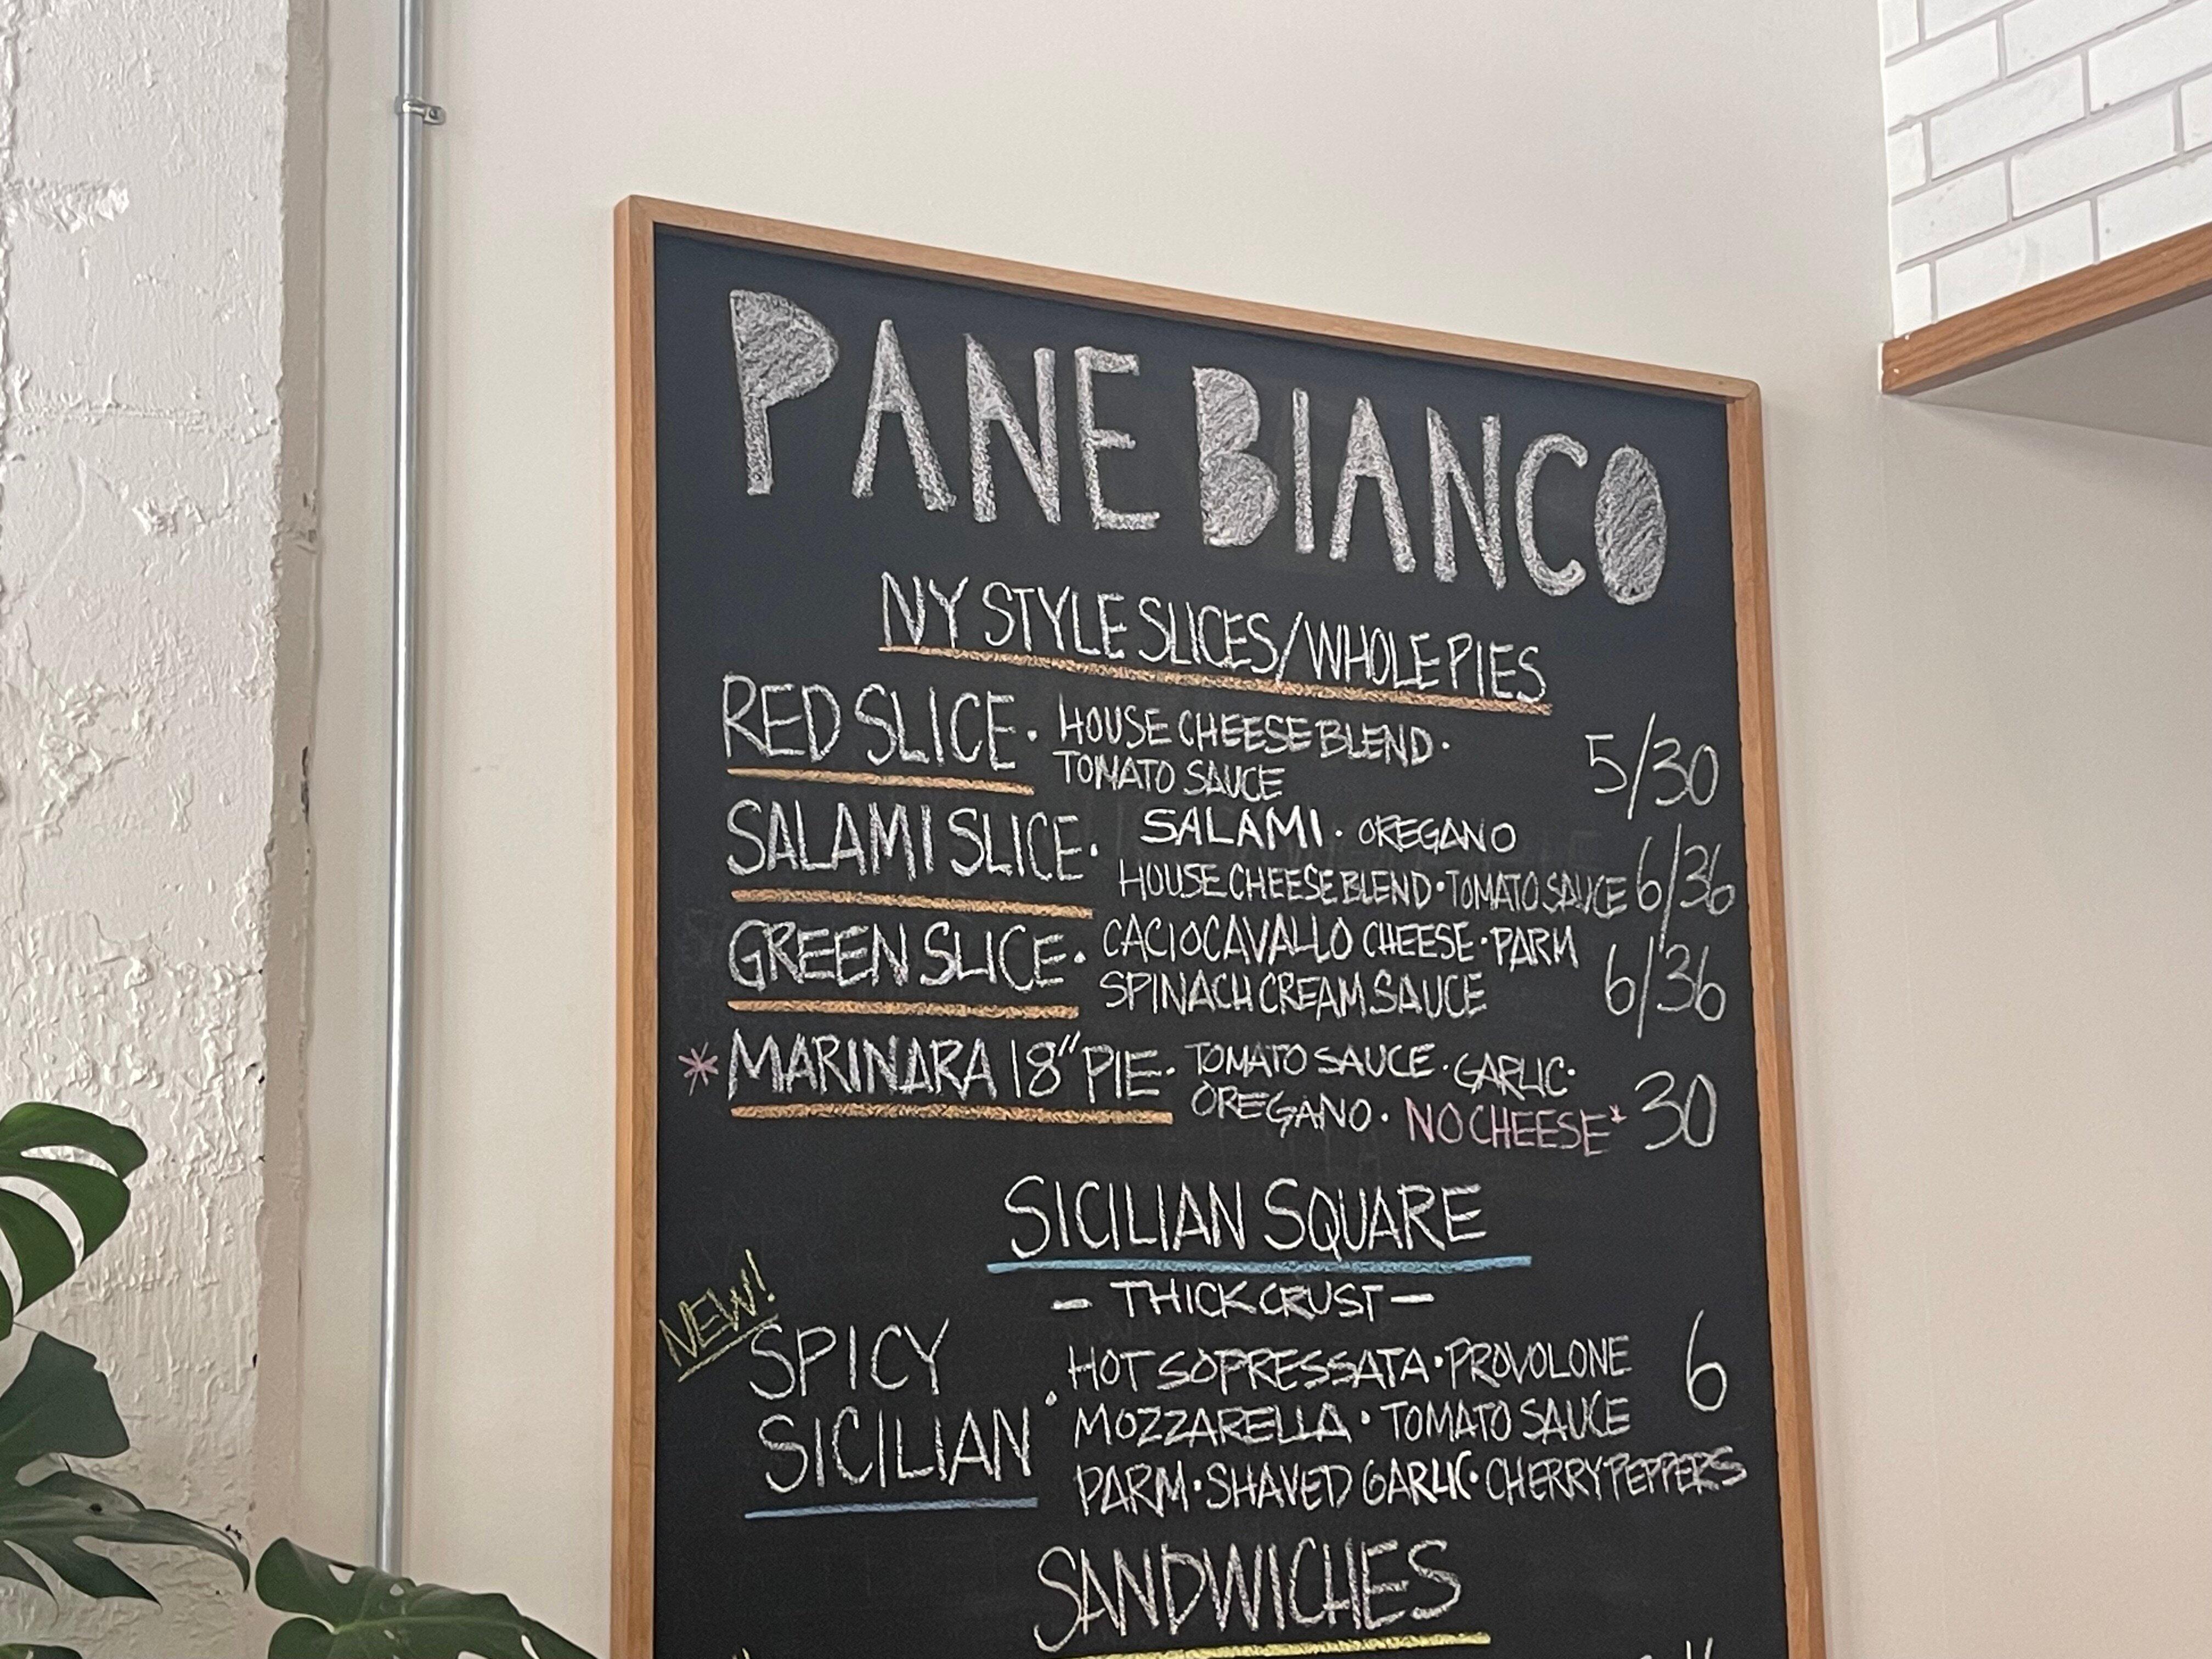 PANE BIANCO
NY STYLE SLICES/WHOLE PIES
RED SLICE · HOUSE CHEESE BLEND ·
TOMATO SAUCE
5/30
SALAMI SLICE · SALAMI · OREGANO
HOUSE CHEESE BLEND · TOMATO SAUCE 6/36
GREEN SLICE · CACIOCAVALLO CHEESE · PARM
SPINACH CREAM SAUCE
6/36
*MARINARA 18" PIE · TOMATO SAUCE · GARLIC ·
OREGANO · NO CHEESE* 30
SICILIAN SQUARE
- THICK CRUST -
NEW!
SPICY
SICILIAN ·
HOT SOPRESSATA · PROVOLONE 6
MOZZARELLA · TOMATO SAUCE
PARM · SHAVED GARLIC · CHERRY PEPPERS
SANDWICHES